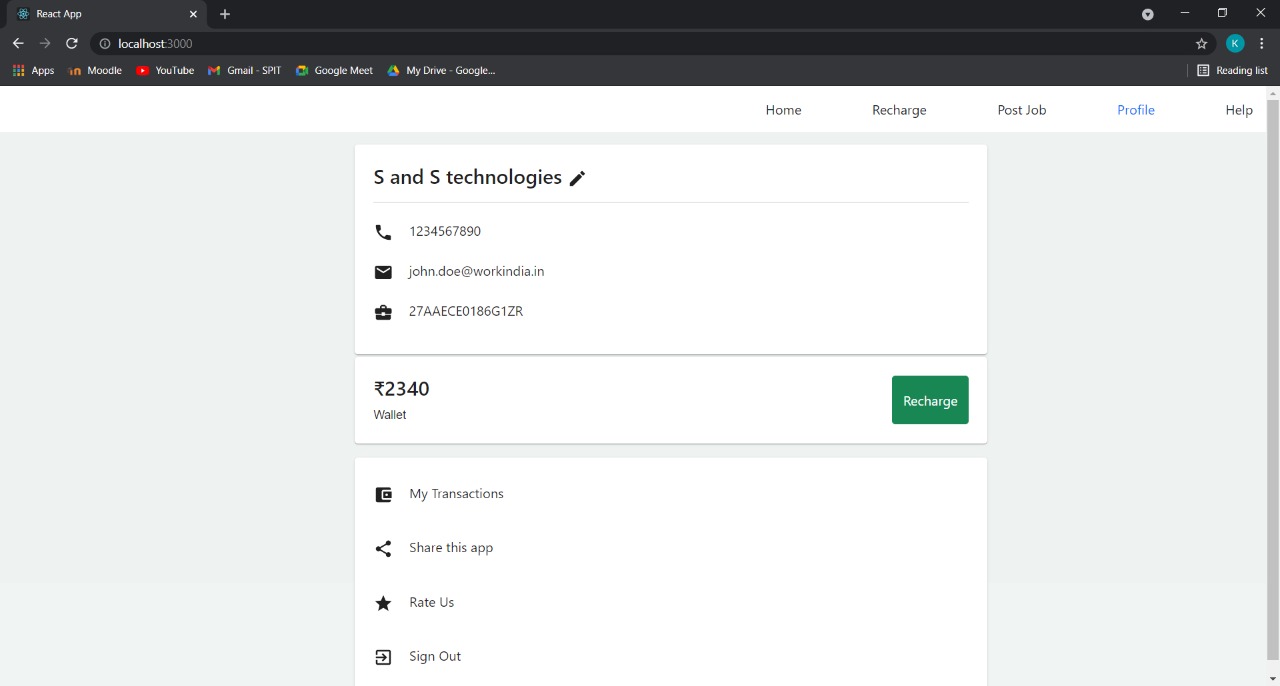 React App
localhost:3000
K
Apps Moodle YouTube Gmail - SPIT Google Meet My Drive - Google... Reading list
Home Recharge Post Job Profile Help
S and S technologies
1234567890
john.doe@workindia.in
27AAECE0186G1ZR
₹2340
Wallet
Recharge
My Transactions
Share this app
Rate Us
Sign Out